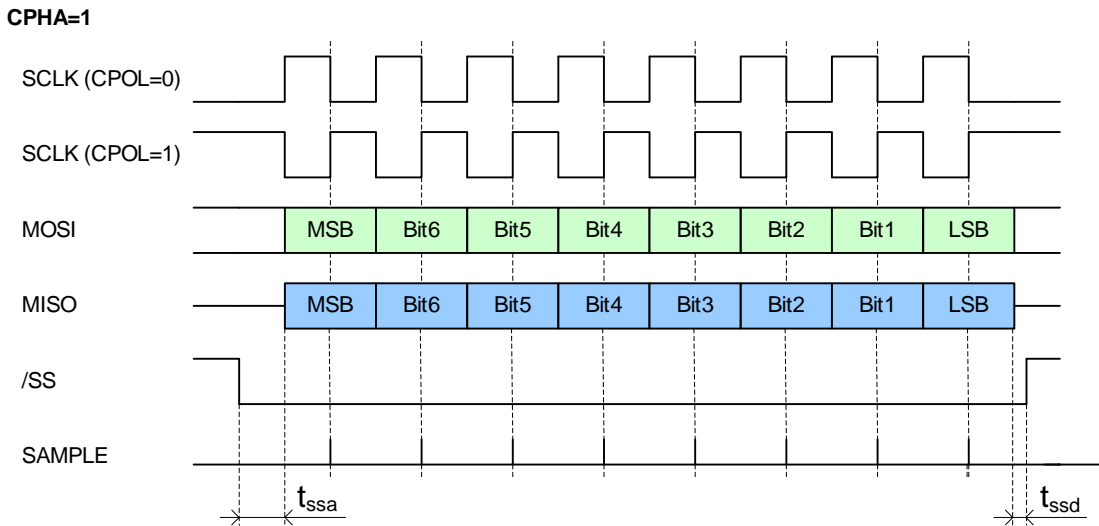 CPHA=1
SCLK (CPOL=0)
SCLK (CPOL=1)
MOSI MSB Bit6 Bit5 Bit4 Bit3 Bit2 Bit1 LSB
MISO MSB Bit6 Bit5 Bit4 Bit3 Bit2 Bit1 LSB
/SS
SAMPLE
tssa tssd